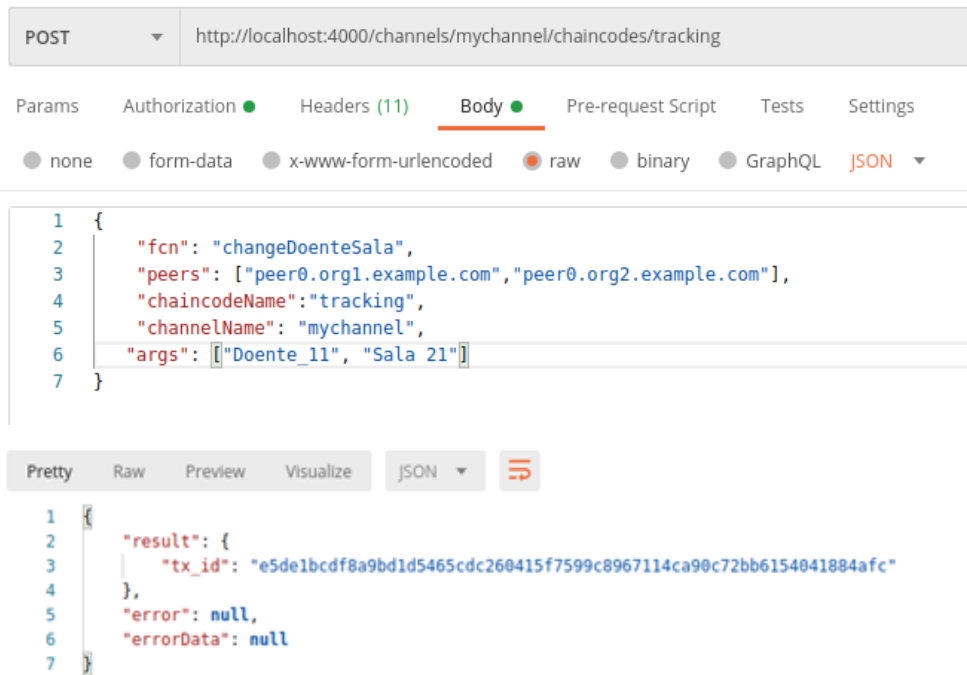 POST http://localhost:4000/channels/mychannel/chaincodes/tracking
Params Authorization Headers (11) Body Pre-request Script Tests Settings
none form-data x-www-form-urlencoded raw binary GraphQL JSON
1 {
2 "fcn": "changeDoenteSala",
3 "peers": ["peer0.org1.example.com","peer0.org2.example.com"],
4 "chaincodeName":"tracking",
5 "channelName": "mychannel",
6 "args": ["Doente_11", "Sala 21"]
7 }
Pretty Raw Preview Visualize JSON
1 {
2 "result": {
3 "tx_id": "e5de1bcdf8a9bd1d5465cdc260415f7599c8967114ca90c72bb6154041884afc"
4 },
5 "error": null,
6 "errorData": null
7 }